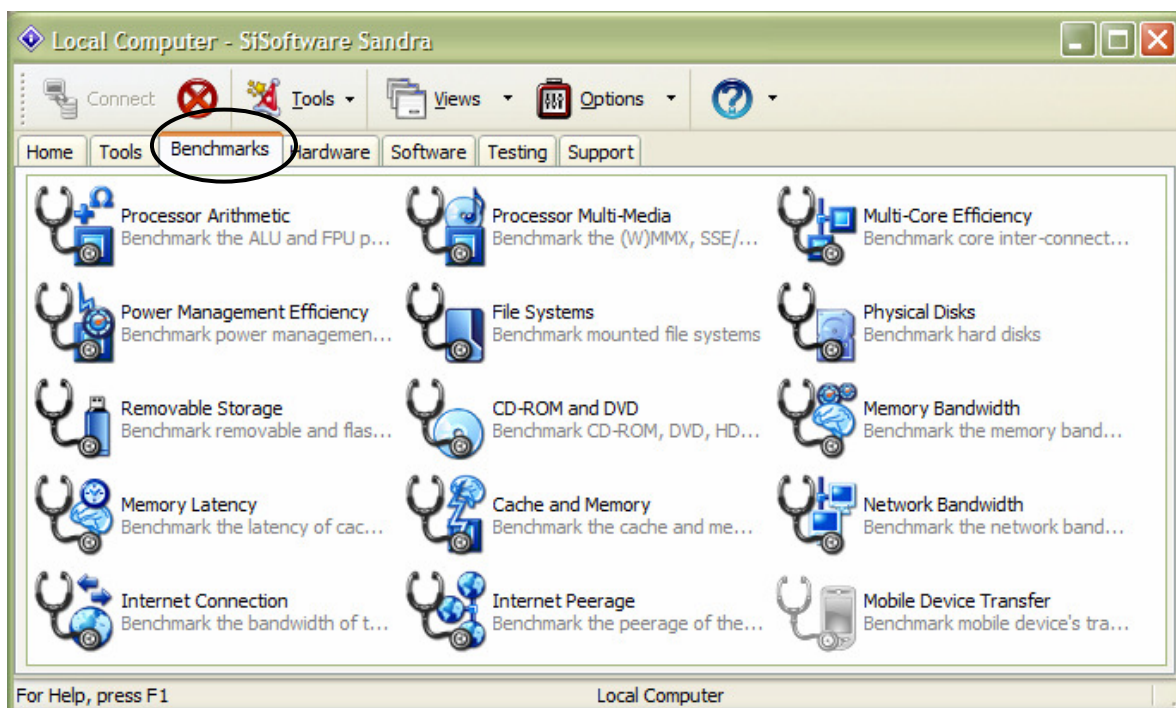 Local Computer - SiSoftware Sandra
Connect Tools Views Options
Home Tools Benchmarks Hardware Software Testing Support
Processor Arithmetic
Benchmark the ALU and FPU p...
Processor Multi-Media
Benchmark the (W)MMX, SSE/...
Multi-Core Efficiency
Benchmark core inter-connect...
Power Management Efficiency
Benchmark power managemen...
File Systems
Benchmark mounted file systems
Physical Disks
Benchmark hard disks
Removable Storage
Benchmark removable and flas...
CD-ROM and DVD
Benchmark CD-ROM, DVD, HD...
Memory Bandwidth
Benchmark the memory band...
Memory Latency
Benchmark the latency of cac...
Cache and Memory
Benchmark the cache and me...
Network Bandwidth
Benchmark the network band...
Internet Connection
Benchmark the bandwidth of t...
Internet Peerage
Benchmark the peerage of the...
Mobile Device Transfer
Benchmark mobile device's tra...
For Help, press F1
Local Computer